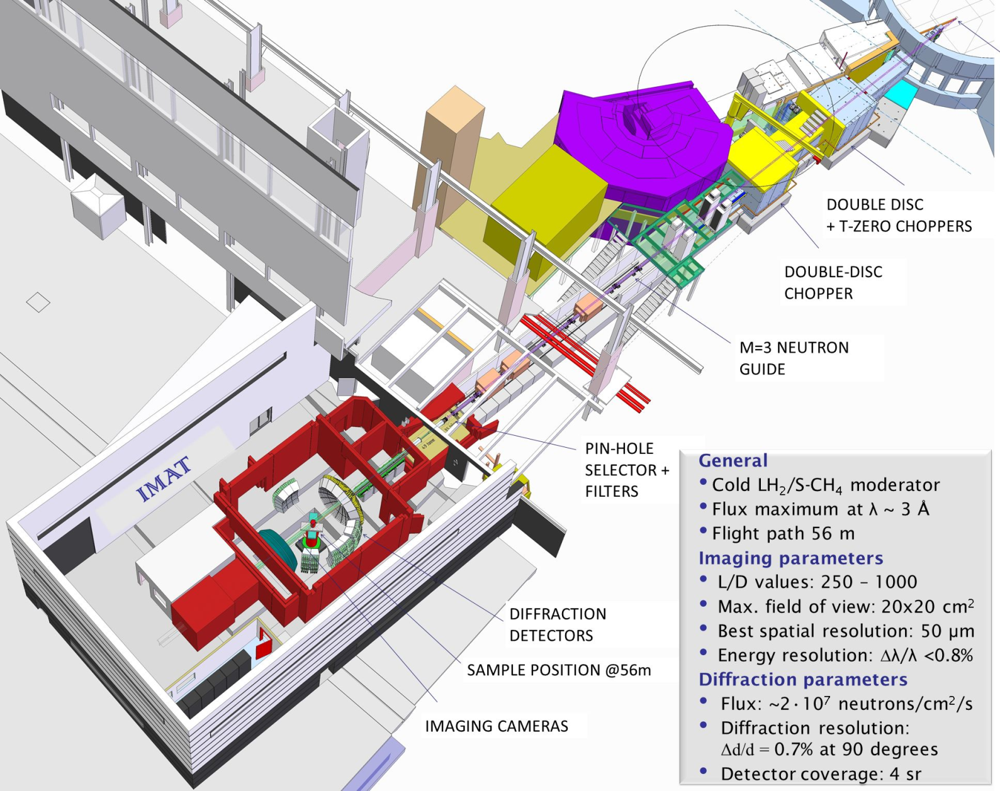 DOUBLE DISC
+ T-ZERO CHOPPERS
DOUBLE-DISC
CHOPPER
M=3 NEUTRON
GUIDE
PIN-HOLE
SELECTOR +
FILTERS
IMAT
DIFFRACTION
DETECTORS
SAMPLE POSITION @56m
IMAGING CAMERAS
General
• Cold LH₂/S-CH₄ moderator
• Flux maximum at λ ~ 3 Å
• Flight path 56 m
Imaging parameters
• L/D values: 250 – 1000
• Max. field of view: 20x20 cm²
• Best spatial resolution: 50 µm
• Energy resolution: Δλ/λ <0.8%
Diffraction parameters
• Flux: ~2·10⁷ neutrons/cm²/s
• Diffraction resolution:
Δd/d = 0.7% at 90 degrees
• Detector coverage: 4 sr